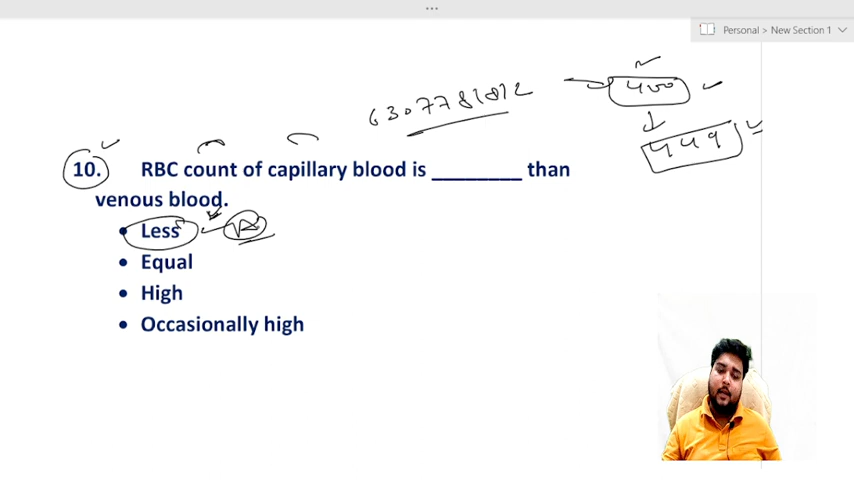 Personal > New Section 1
6307781812
400
449
10. RBC count of capillary blood is ________ than
venous blood.
• Less
• Equal
• High
• Occasionally high